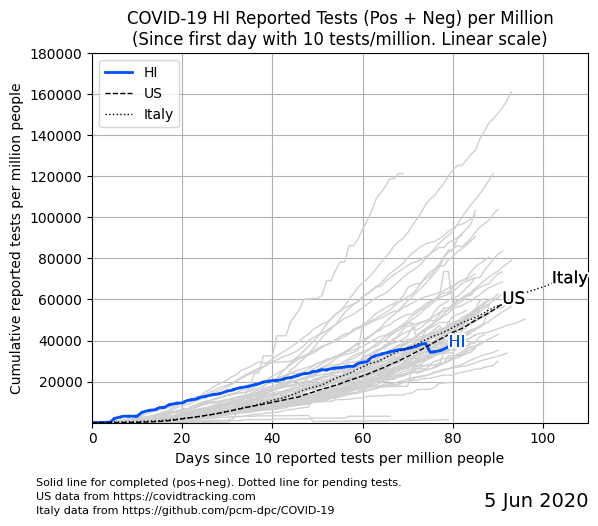 COVID-19 HI Reported Tests (Pos + Neg) per Million
(Since first day with 10 tests/million. Linear scale)
Cumulative reported tests per million people
180000
160000
140000
120000
100000
80000
60000
40000
20000
HI
US
Italy
Italy
US
HI
0 20 40 60 80 100
Days since 10 reported tests per million people
Solid line for completed (pos+neg). Dotted line for pending tests.
US data from https://covidtracking.com
Italy data from https://github.com/pcm-dpc/COVID-19
5 Jun 2020